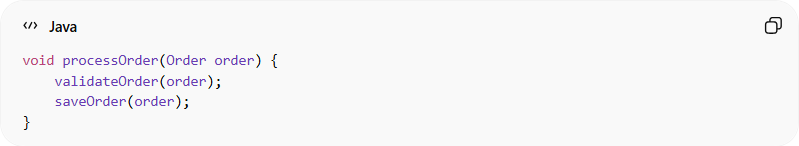 Java
void processOrder(Order order) {
    validateOrder(order);
    saveOrder(order);
}